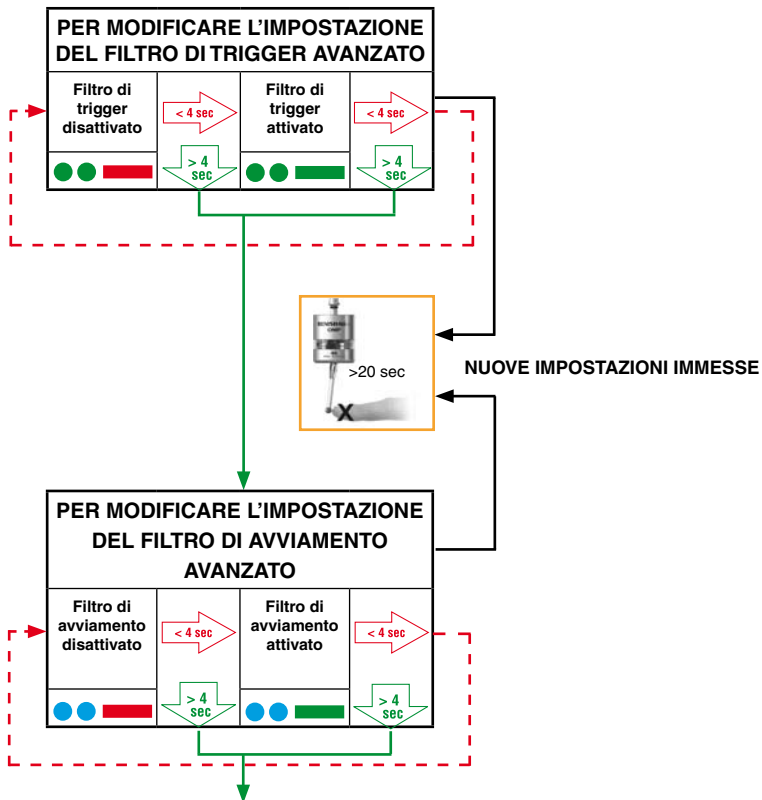 PER MODIFICARE L'IMPOSTAZIONE
DEL FILTRO DI TRIGGER AVANZATO
Filtro di
trigger
disattivato
< 4 sec
Filtro di
trigger
attivato
< 4 sec
> 4
sec
> 4
sec
>20 sec
X
NUOVE IMPOSTAZIONI IMMESSE
PER MODIFICARE L'IMPOSTAZIONE
DEL FILTRO DI AVVIAMENTO
AVANZATO
Filtro di
avviamento
disattivato
< 4 sec
Filtro di
avviamento
attivato
< 4 sec
> 4
sec
> 4
sec